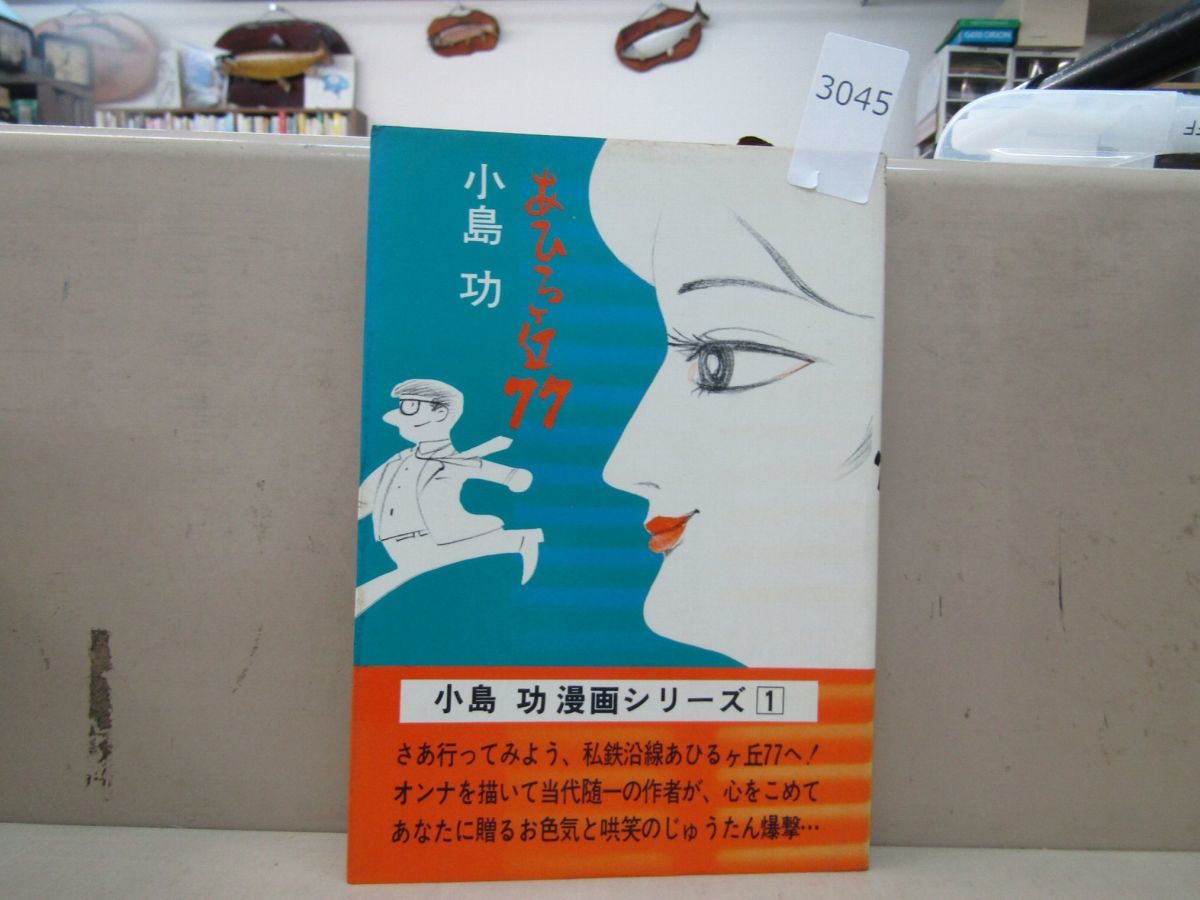 3045
あひるヶ丘
77
小島 功
小島 功 漫画シリーズ 1
さあ行ってみよう、私鉄沿線あひるヶ丘77へ!
オンナを描いて当代随一の作者が、心をこめて
あなたに贈るお色気と哄笑のじゅうたん爆撃…